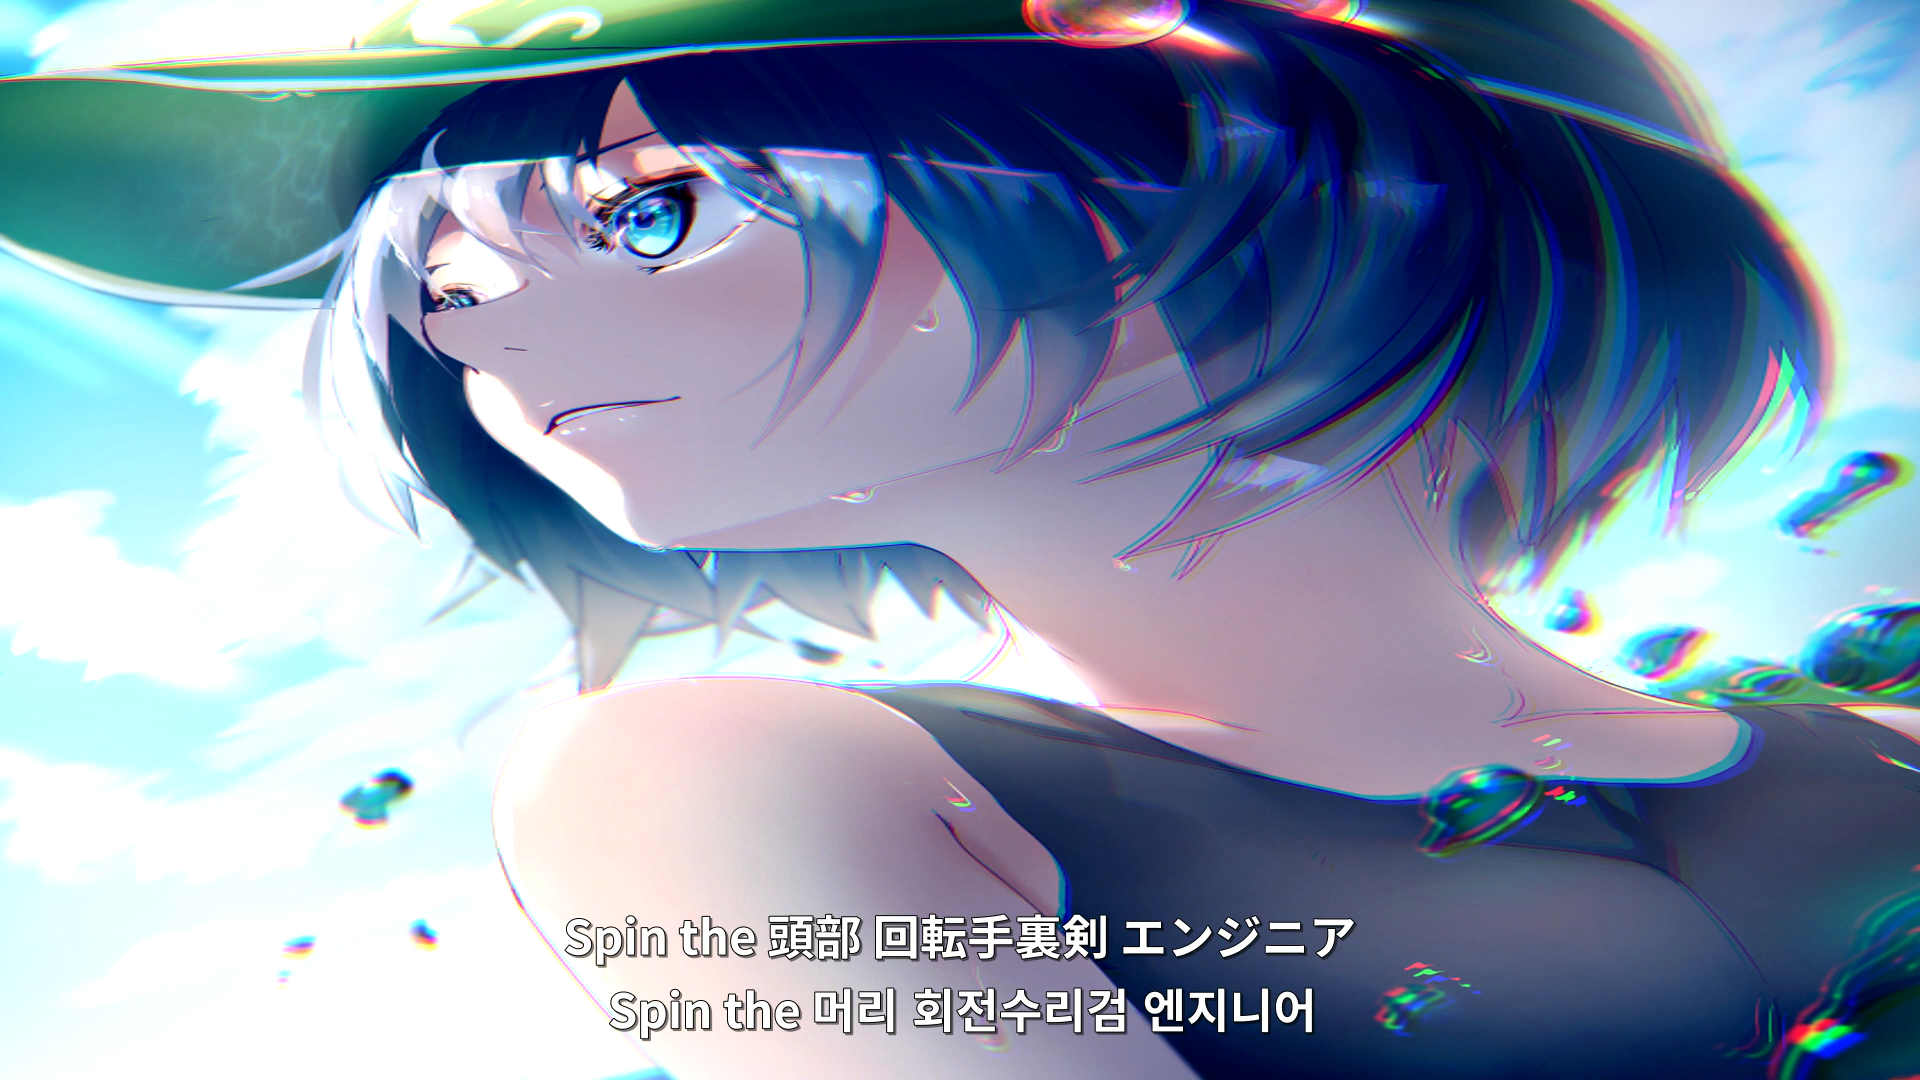 Spin the 頭部 回転手裏剣 エンジニア
Spin the 머리 회전수리검 엔지니어